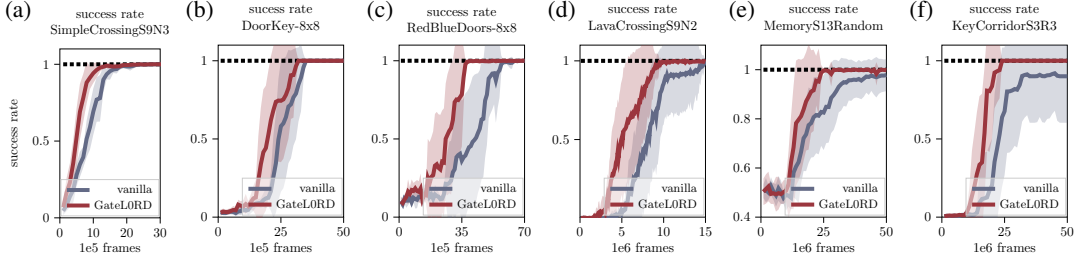 (a)
success rate
SimpleCrossingS9N3
success rate
1
0.5
0
0
10
20
30
1e5 frames
vanilla
GateL0RD
(b)
success rate
DoorKey-8x8
1
0.5
0
0
25
50
1e5 frames
vanilla
GateL0RD
(c)
success rate
RedBlueDoors-8x8
1
0.5
0
0
35
70
1e5 frames
vanilla
GateL0RD
(d)
success rate
LavaCrossingS9N2
1
0.5
0
0
5
10
15
1e6 frames
vanilla
GateL0RD
(e)
success rate
MemoryS13Random
1.0
0.8
0.6
0.4
0
25
50
1e6 frames
vanilla
GateL0RD
(f)
success rate
KeyCorridorS3R3
1
0.5
0
0
25
50
1e6 frames
vanilla
GateL0RD